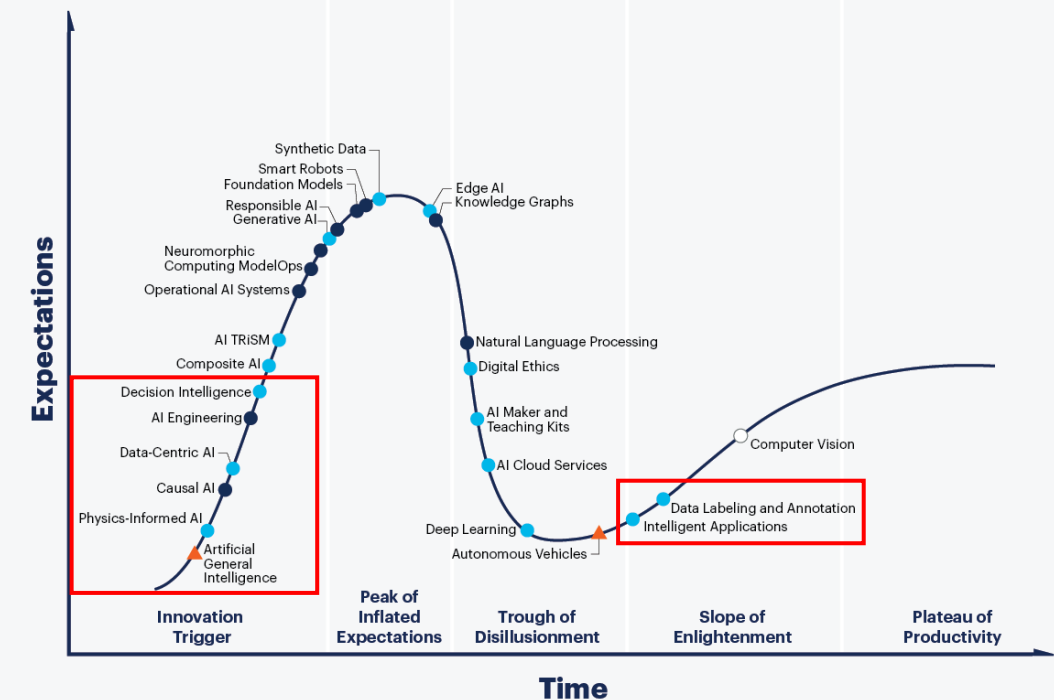 Expectations
Synthetic Data
Smart Robots
Foundation Models
Responsible AI
Generative AI
Neuromorphic
Computing ModelOps
Operational AI Systems
AI TRiSM
Composite AI
Decision Intelligence
AI Engineering
Data-Centric AI
Causal AI
Physics-Informed AI
Artificial
General
Intelligence
Edge AI
Knowledge Graphs
Natural Language Processing
Digital Ethics
AI Maker and
Teaching Kits
AI Cloud Services
Deep Learning
Autonomous Vehicles
Computer Vision
Data Labeling and Annotation
Intelligent Applications
Innovation
Trigger
Peak of
Inflated
Expectations
Trough of
Disillusionment
Slope of
Enlightenment
Plateau of
Productivity
Time